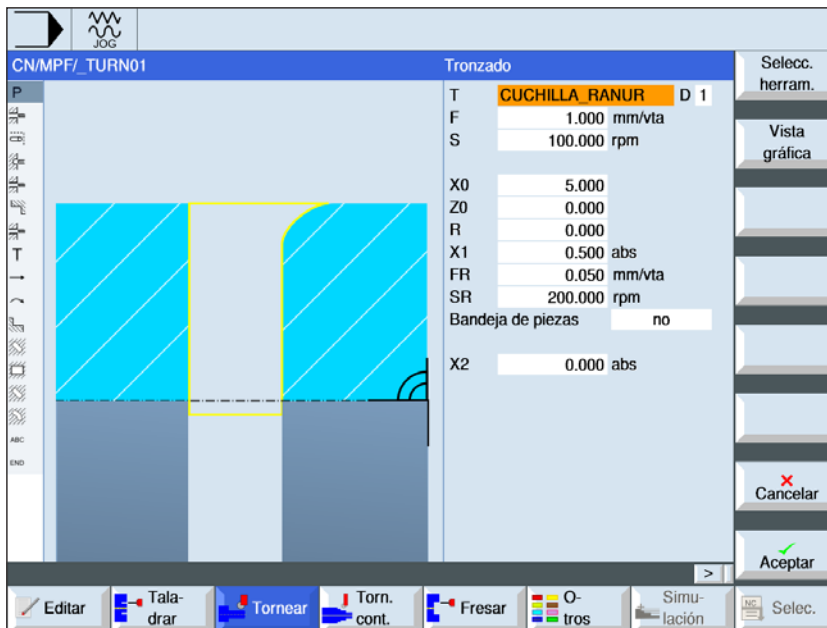 JOG
CN/MPF/_TURN01
Tronzado
P
T CUCHILLA_RANUR D 1
F 1.000 mm/vta
S 100.000 rpm
X0 5.000
Z0 0.000
R 0.000
X1 0.500 abs
FR 0.050 mm/vta
SR 200.000 rpm
Bandeja de piezas no
X2 0.000 abs
T
ABC
END
Selecc.
herram.
Vista
gráfica
Cancelar
Aceptar
>
Editar
Tala-
drar
Tornear
Torn.
cont.
Fresar
O-
tros
Simu-
lación
NC
Selec.